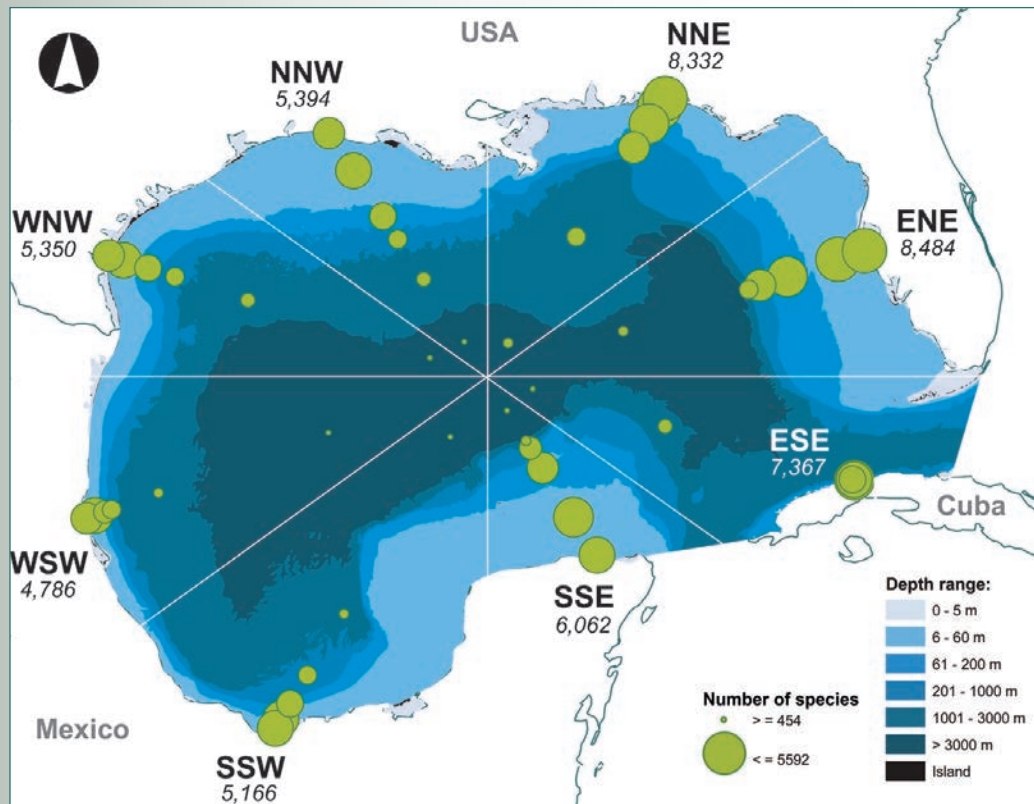 USA
NNE
8,332
NNW
5,394
WNW
5,350
ENE
8,484
ESE
7,367
Cuba
WSW
4,786
SSE
6,062
Mexico
SSW
5,166
Number of species
> = 454
< = 5592
Depth range:
0 - 5 m
6 - 60 m
61 - 200 m
201 - 1000 m
1001 - 3000 m
> 3000 m
Island